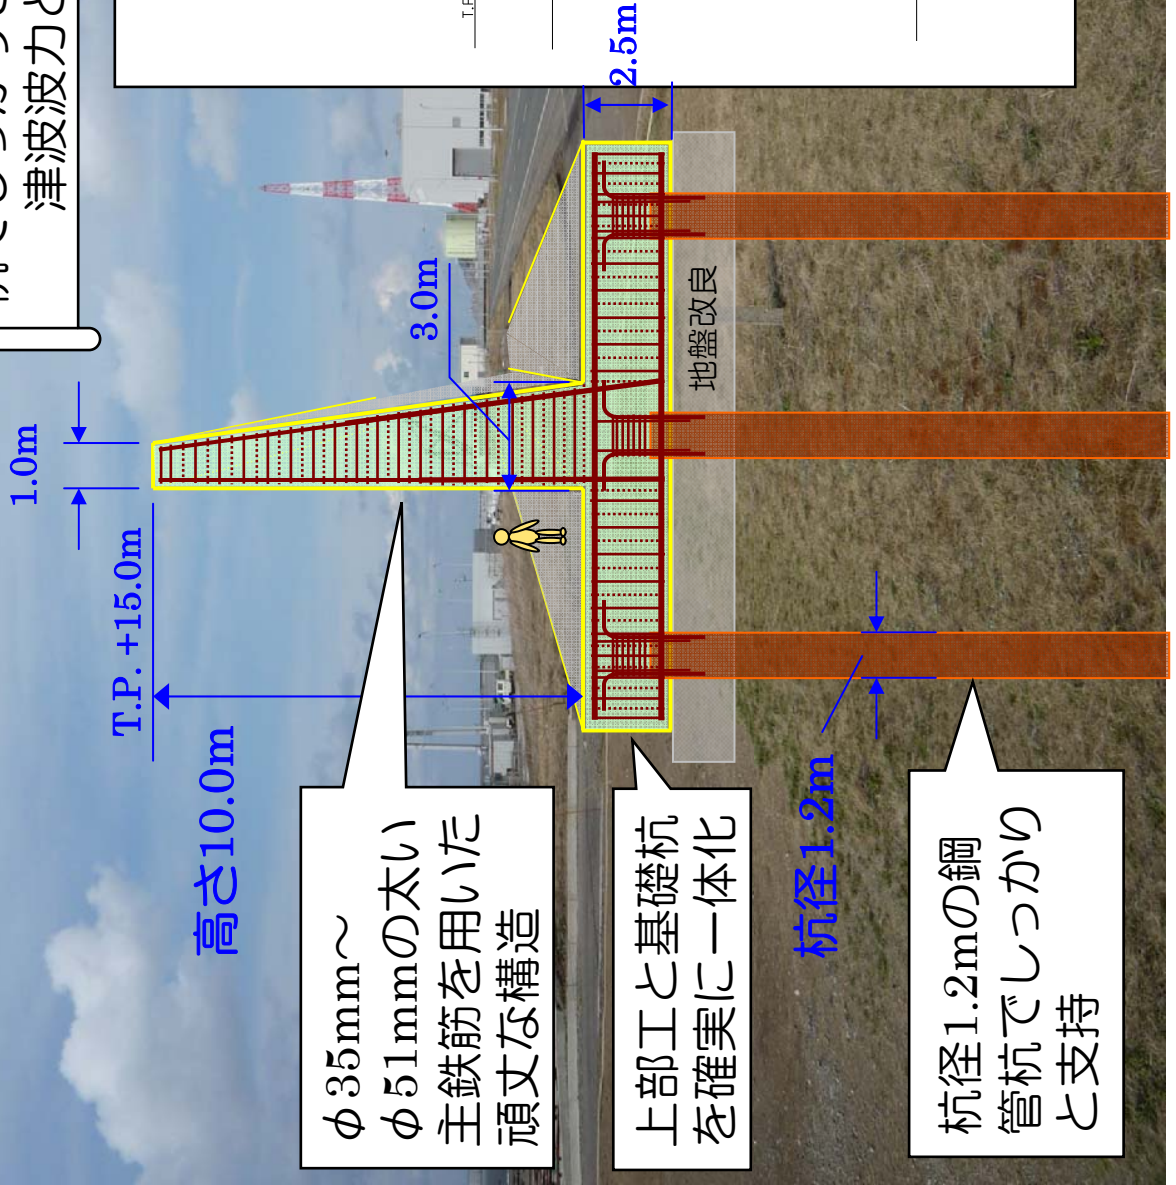 津波波力と
T.P
2.5m
3.0m
1.0m
T.P. +15.0m
高さ10.0m
地盤改良
φ35mm～
φ51mmの太い
主鉄筋を用いた
頑丈な構造
上部工と基礎杭
を確実に一体化
杭径1.2m
杭径1.2mの鋼
管杭でしっかり
と支持